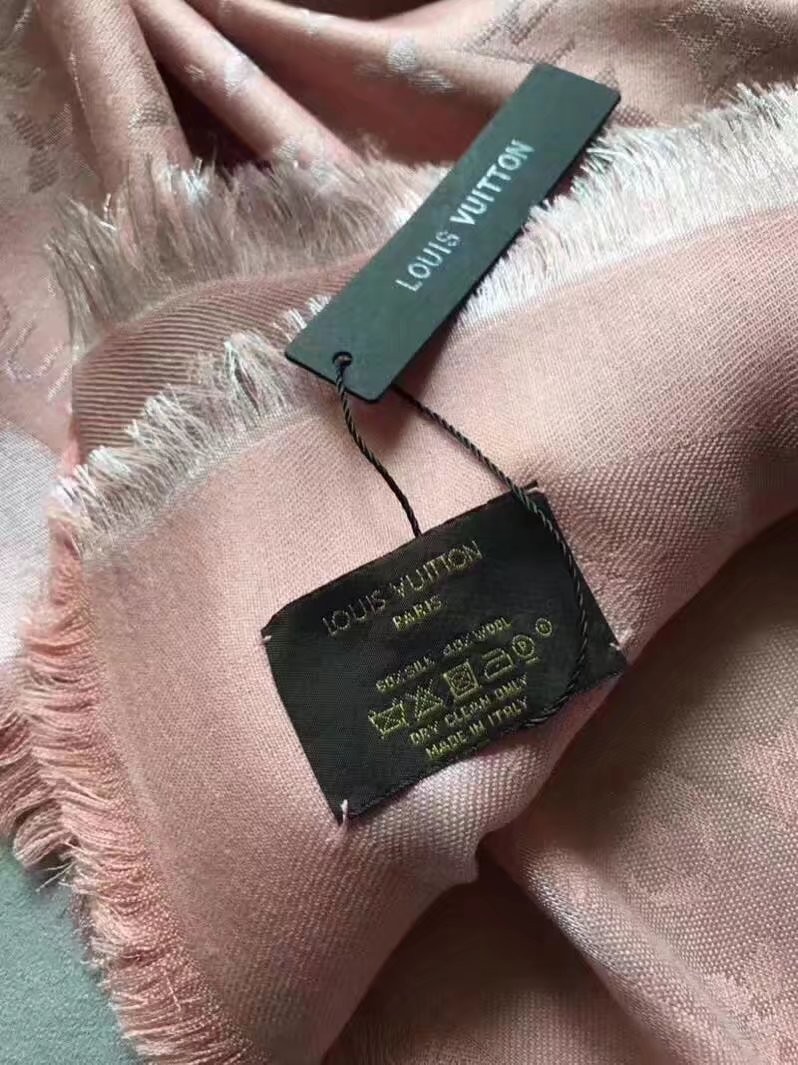 LOUIS VUITTON
LOUIS VUITTON
PARIS
60% SILK 40% WOOL
DRY CLEAN ONLY
MADE IN ITALY